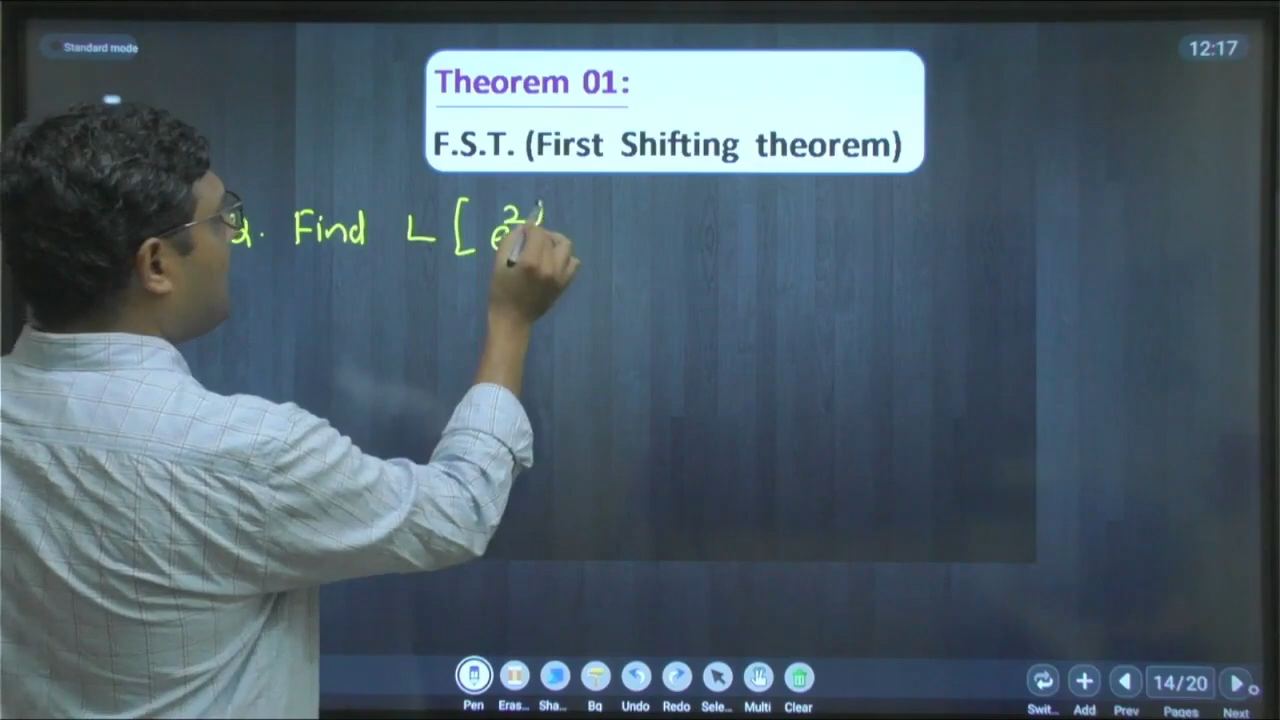 Standard mode
12:17
Theorem 01:
F.S.T. (First Shifting theorem)
Q. Find L [ e^2
Pen Eras... Sha... Bg Undo Redo Sele... Multi Clear
14/20
Swit... Add Prev Pages Next